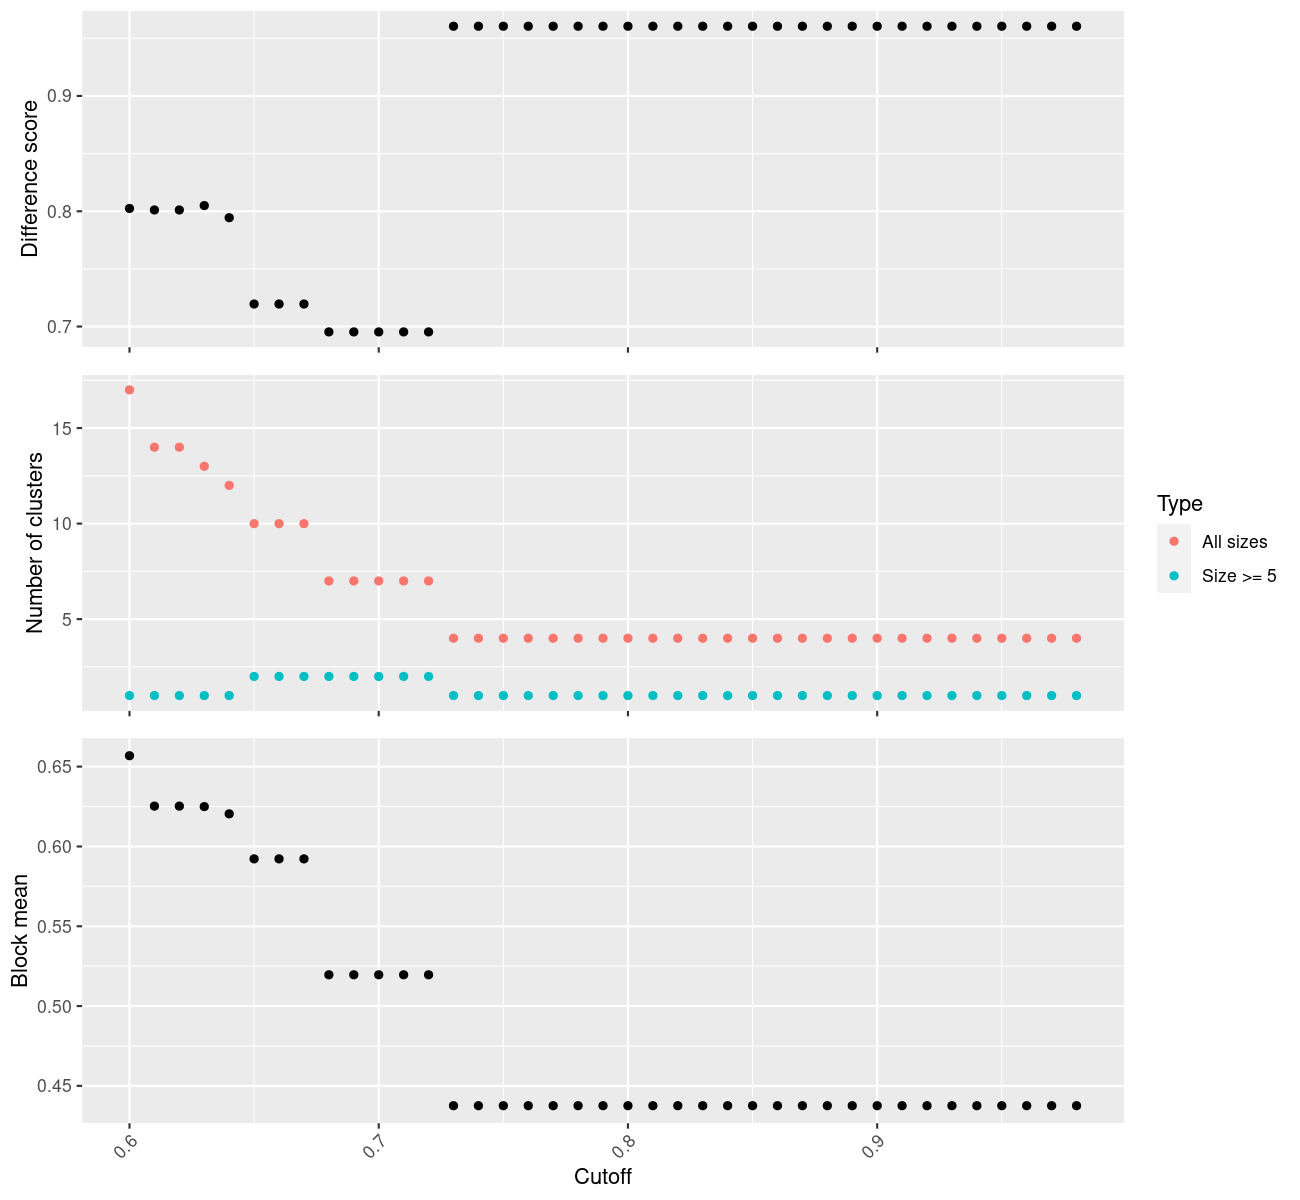 Difference score
0.9
0.8
0.7
Number of clusters
15
10
5
Type
All sizes
Size >= 5
Block mean
0.65
0.60
0.55
0.50
0.45
0.6
0.7
0.8
0.9
Cutoff